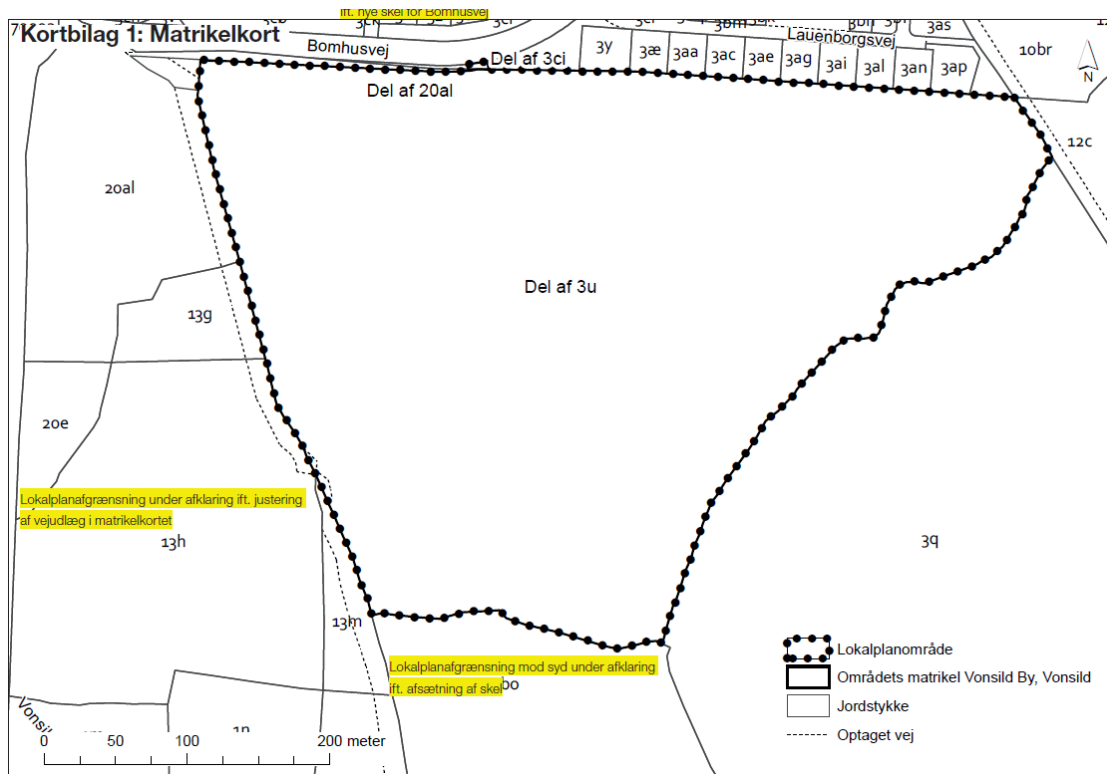 ift. nye skel for Bomhusvej
Kortbilag 1: Matrikelkort
Bomhusvej
Del af 3ci
Del af 20al
3y
3æ
3aa
3ac
3ae
3ag
3ai
3al
3an
3ap
Lauenborgsvej
3as
10br
N
12c
20al
13g
Del af 3u
20e
Lokalplanafgrænsning under afklaring ift. justering
af vejudlæg i matrikelkortet
13h
3q
13m
Lokalplanafgrænsning mod syd under afklaring
ift. afsætning af skel
Lokalplanområde
Områdets matrikel Vonsild By, Vonsild
Jordstykke
Optaget vej
0 50 100 200 meter